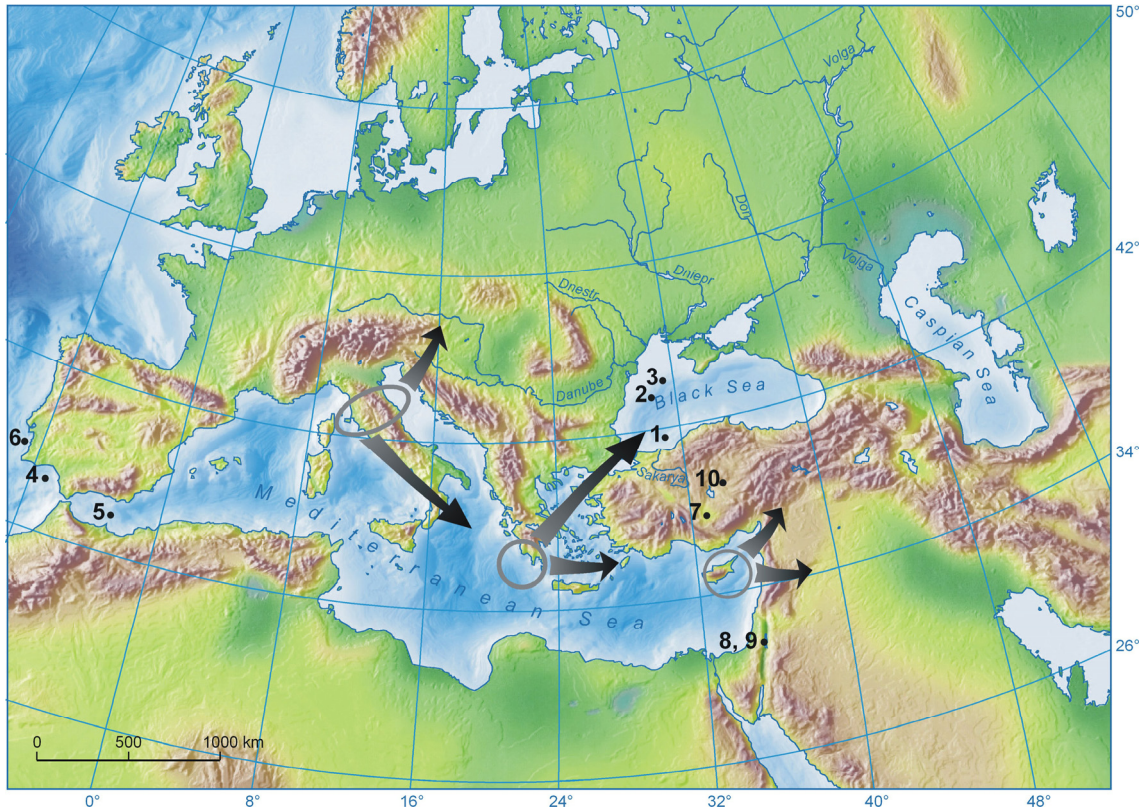 50°
Volga
42°
Don
Volga
Dniepr
Dnestr
Caspian Sea
Danube
3
Black Sea
2
34°
6
1
4
Sakarya
10
5
7
Mediterranean Sea
8, 9
26°
0 500 1000 km
0° 8° 16° 24° 32° 40° 48°